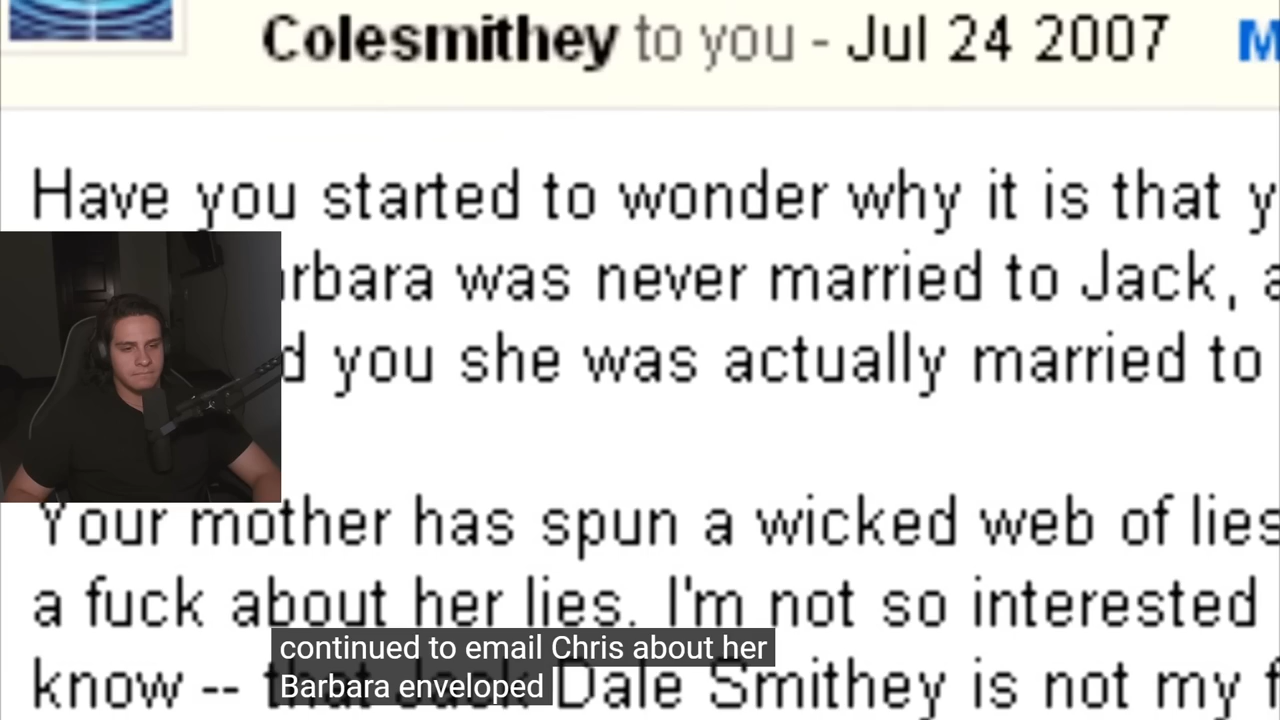 Colesmithey to you - Jul 24 2007 M
Have you started to wonder why it is that y
rbara was never married to Jack, a
d you she was actually married to
Your mother has spun a wicked web of lies
a fuck about her lies. I'm not so interested
continued to email Chris about her
know -- that Jack Dale Smithey is not my f
Barbara enveloped